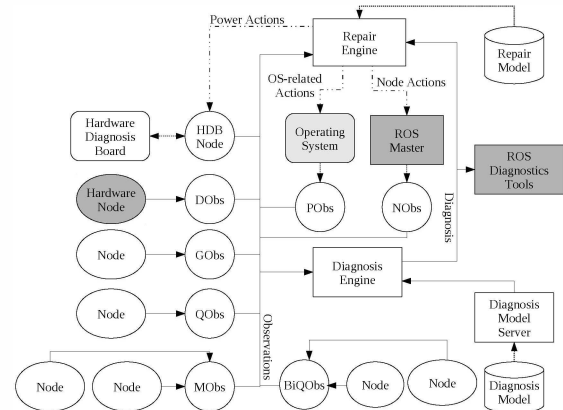 Power Actions
Repair
Engine
Repair
Model
OS-related
Actions
Node Actions
Hardware
Diagnosis
Board
HDB
Node
Operating
System
ROS
Master
ROS
Diagnostics
Tools
Hardware
Node
DObs
PObs
NObs
Diagnosis
Node
GObs
Diagnosis
Engine
Node
QObs
Observations
Diagnosis
Model
Server
Node
Node
MObs
BiQObs
Node
Node
Diagnosis
Model